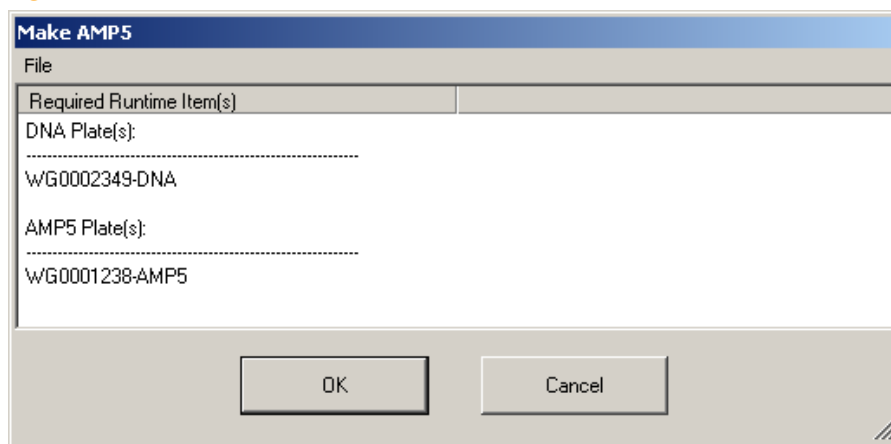 Make AMP5
File
Required Runtime Item(s)
DNA Plate(s):
----------------------------------------------------------------
WG0002349-DNA
AMP5 Plate(s):
----------------------------------------------------------------
WG0001238-AMP5
OK
Cancel